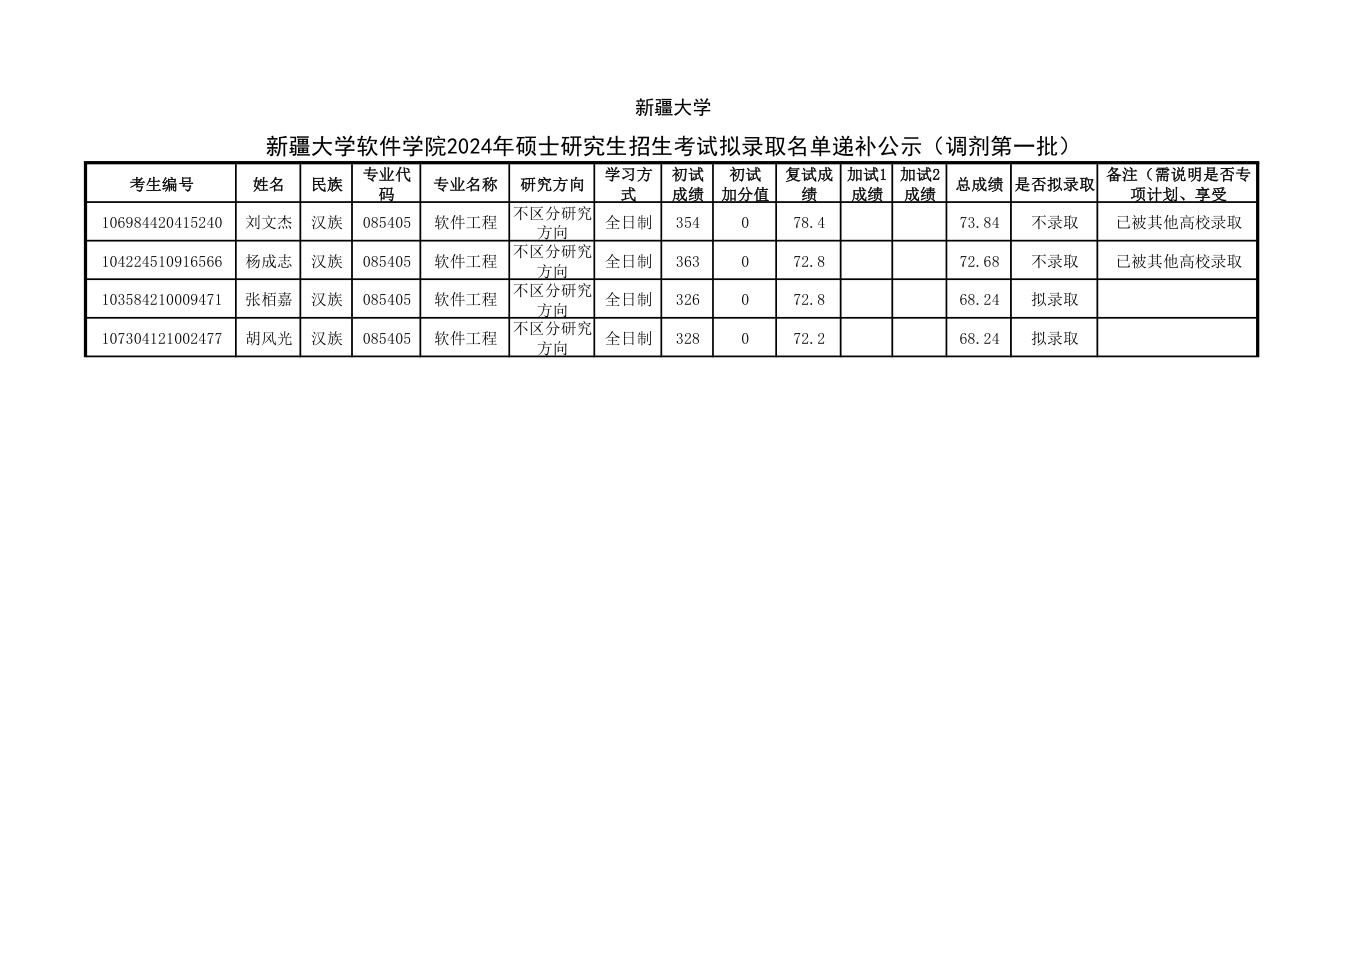 新疆大学
新疆大学软件学院2024年硕士研究生招生考试拟录取名单递补公示（调剂第一批）
考生编号 姓名 民族 专业代码 专业名称 研究方向 学习方式 初试成绩 初试加分值 复试成绩 加试1成绩 加试2成绩 总成绩 是否拟录取 备注（需说明是否专项计划、享受
106984420415240 刘文杰 汉族 085405 软件工程 不区分研究方向 全日制 354 0 78.4 73.84 不录取 已被其他高校录取
104224510916566 杨成志 汉族 085405 软件工程 不区分研究方向 全日制 363 0 72.8 72.68 不录取 已被其他高校录取
103584210009471 张栢嘉 汉族 085405 软件工程 不区分研究方向 全日制 326 0 72.8 68.24 拟录取
107304121002477 胡风光 汉族 085405 软件工程 不区分研究方向 全日制 328 0 72.2 68.24 拟录取